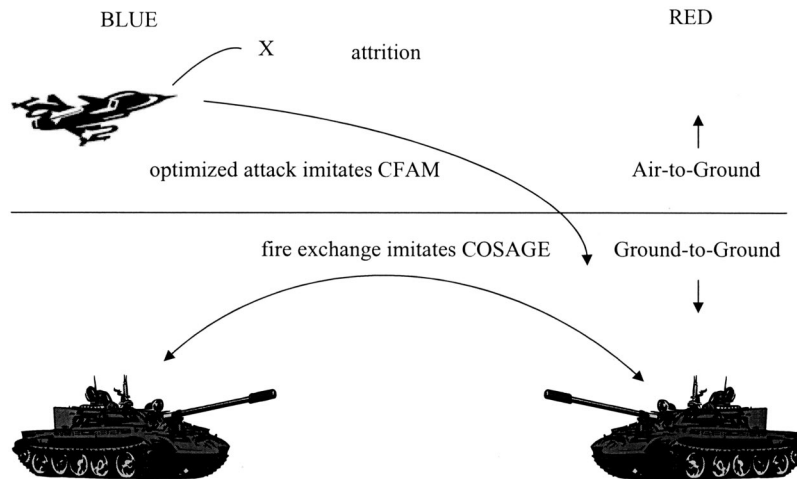 BLUE
RED
X
attrition
optimized attack imitates CFAM
Air-to-Ground
fire exchange imitates COSAGE
Ground-to-Ground